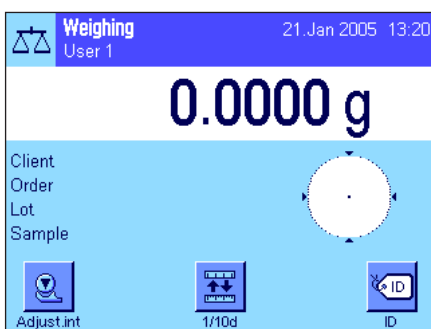 Weighing
User 1
21.Jan 2005 13:20
0.0000 g
Client
Order
Lot
Sample
ID
Adjust.int
1/10d
ID